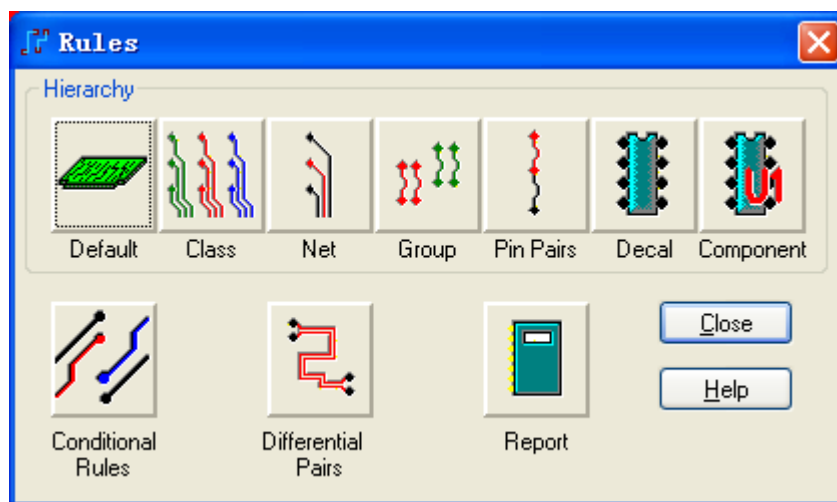 Rules
Hierarchy
Default Class Net Group Pin Pairs Decal Component
U1
Close
Help
Conditional Rules
Differential Pairs
Report